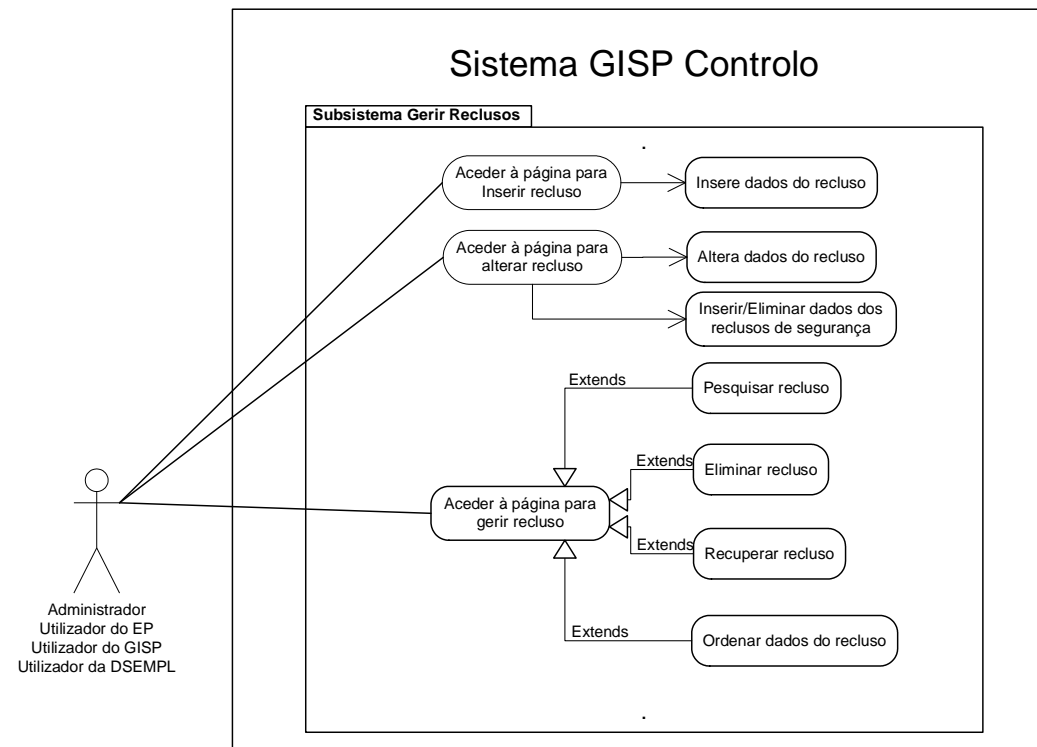 Sistema GISP Controlo
Subsistema Gerir Reclusos
Aceder à página para
Inserir recluso
Insere dados do recluso
Aceder à página para
alterar recluso
Altera dados do recluso
Inserir/Eliminar dados dos
reclusos de segurança
Extends
Pesquisar recluso
Extends
Eliminar recluso
Aceder à página para
gerir recluso
Extends
Recuperar recluso
Extends
Ordenar dados do recluso
Administrador
Utilizador do EP
Utilizador do GISP
Utilizador da DSEMPL